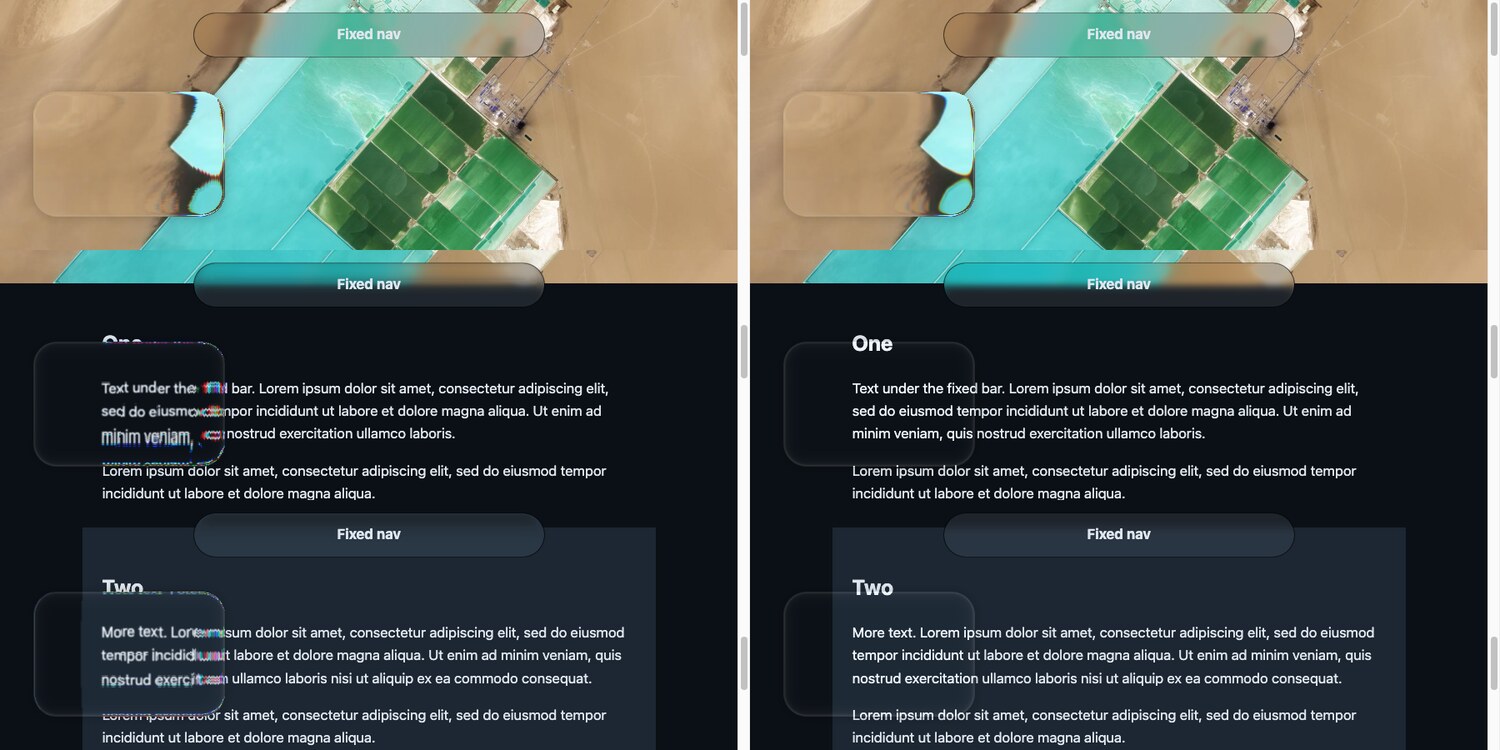 Fixed nav
Fixed nav
One
Text under the bar. Lorem ipsum dolor sit amet, consectetur adipiscing elit,
sed do incididunt ut labore et dolore magna aliqua. Ut enim ad
minim veniam, nostrud exercitation ullamco laboris.
Lorem ipsum dolor sit amet, consectetur adipiscing elit, sed do eiusmod tempor
incididunt ut labore et dolore magna aliqua.
Fixed nav
Two
More text. dolor sit amet, consectetur adipiscing elit, sed do eiusmod
tempor ut labore et dolore magna aliqua. Ut enim ad minim veniam, quis
nostrud ullamco laboris nisi ut aliquip ex ea commodo consequat.
Lorem ipsum dolor sit amet, consectetur adipiscing elit, sed do eiusmod tempor
incididunt ut labore et dolore magna aliqua.
Fixed nav
Fixed nav
One
Text under the fixed bar. Lorem ipsum dolor sit amet, consectetur adipiscing elit,
sed do eiusmod tempor incididunt ut labore et dolore magna aliqua. Ut enim ad
minim veniam, quis nostrud exercitation ullamco laboris.
Lorem ipsum dolor sit amet, consectetur adipiscing elit, sed do eiusmod tempor
incididunt ut labore et dolore magna aliqua.
Fixed nav
Two
More text. Lorem ipsum dolor sit amet, consectetur adipiscing elit, sed do eiusmod
tempor incididunt ut labore et dolore magna aliqua. Ut enim ad minim veniam, quis
nostrud exercitation ullamco laboris nisi ut aliquip ex ea commodo consequat.
Lorem ipsum dolor sit amet, consectetur adipiscing elit, sed do eiusmod tempor
incididunt ut labore et dolore magna aliqua.